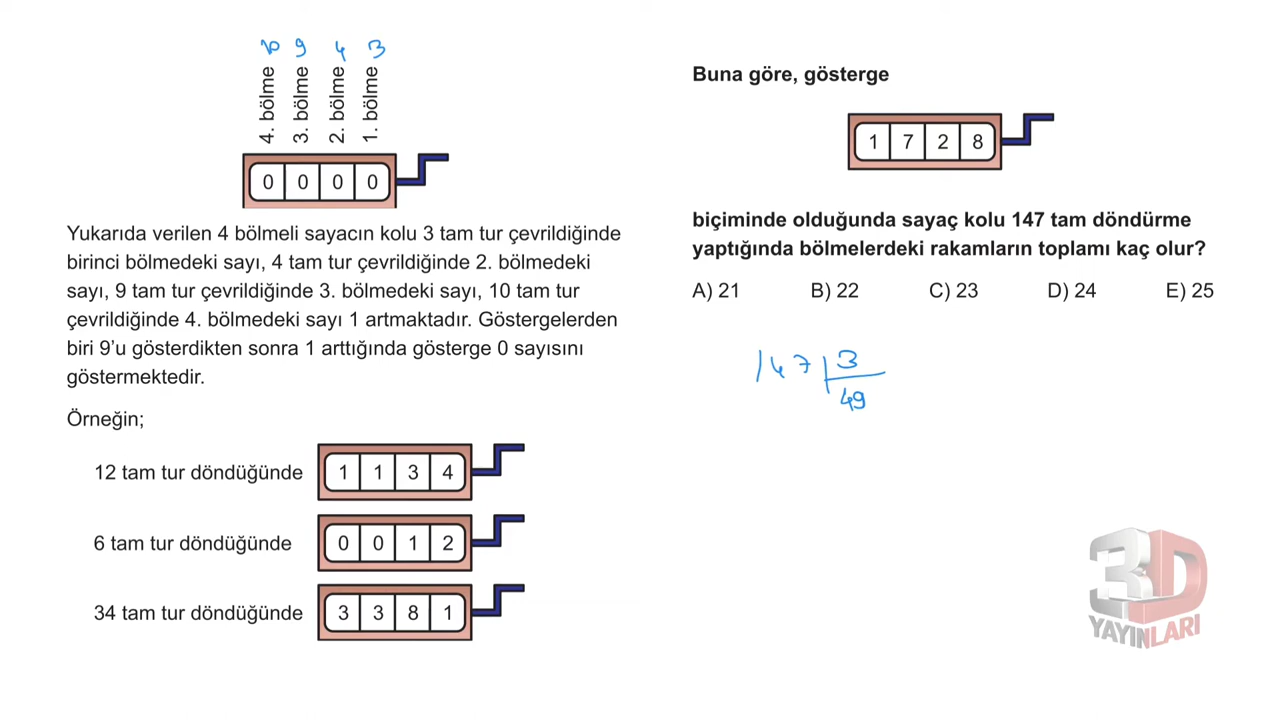 10 9 4 3
4. bölme
3. bölme
2. bölme
1. bölme
0 0 0 0
Yukarıda verilen 4 bölmeli sayacın kolu 3 tam tur çevrildiğinde
birinci bölmedeki sayı, 4 tam tur çevrildiğinde 2. bölmedeki
sayı, 9 tam tur çevrildiğinde 3. bölmedeki sayı, 10 tam tur
çevrildiğinde 4. bölmedeki sayı 1 artmaktadır. Göstergelerden
biri 9’u gösterdikten sonra 1 arttığında gösterge 0 sayısını
göstermektedir.
Örneğin;
12 tam tur döndüğünde 1 1 3 4
6 tam tur döndüğünde 0 0 1 2
34 tam tur döndüğünde 3 3 8 1
Buna göre, gösterge
1 7 2 8
biçiminde olduğunda sayaç kolu 147 tam döndürme
yaptığında bölmelerdeki rakamların toplamı kaç olur?
A) 21 B) 22 C) 23 D) 24 E) 25
147 3
49
3D
YAYINLARI